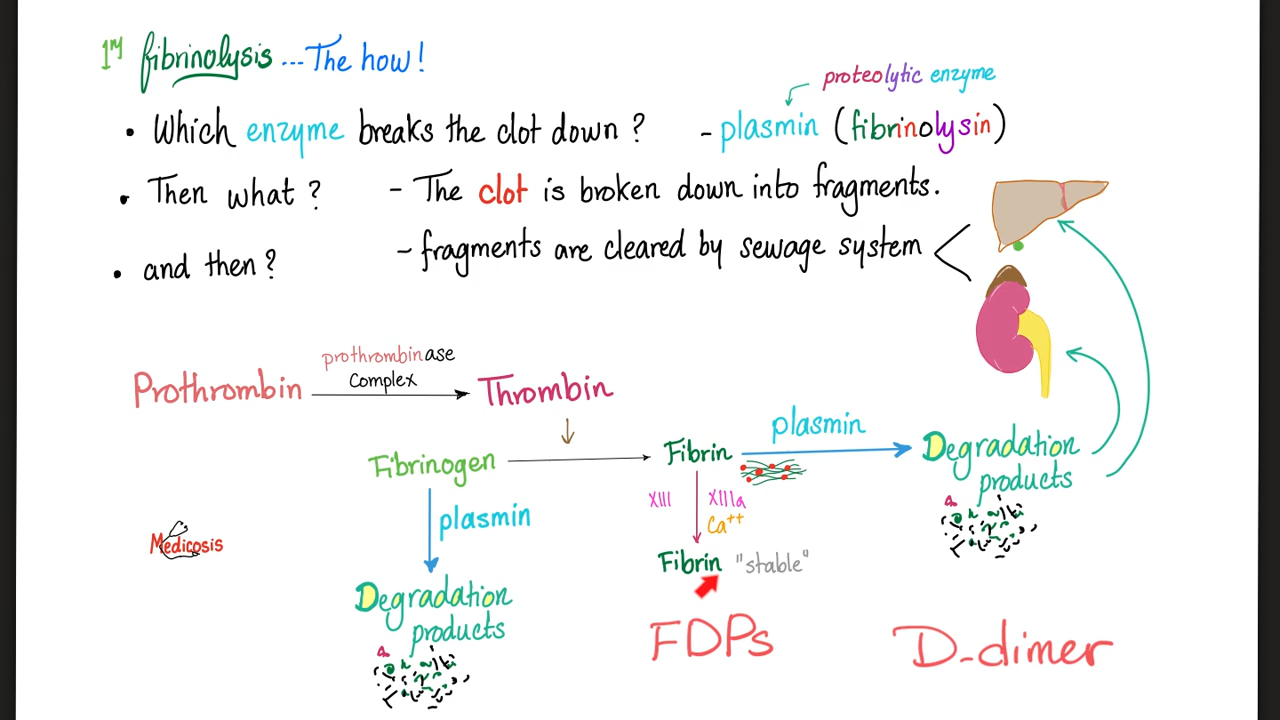 1ry fibrinolysis ... The how!
proteolytic enzyme
• Which enzyme breaks the clot down ? - plasmin (fibrinolysin)
• Then what ? - The clot is broken down into fragments.
• and then ? - fragments are cleared by sewage system
prothrombinase
Complex
Prothrombin Thrombin
plasmin
Fibrinogen Fibrin Degradation
products
XIII XIIIa
Ca++
plasmin
Medicosis
Fibrin "stable"
Degradation
products
FDPs D-dimer